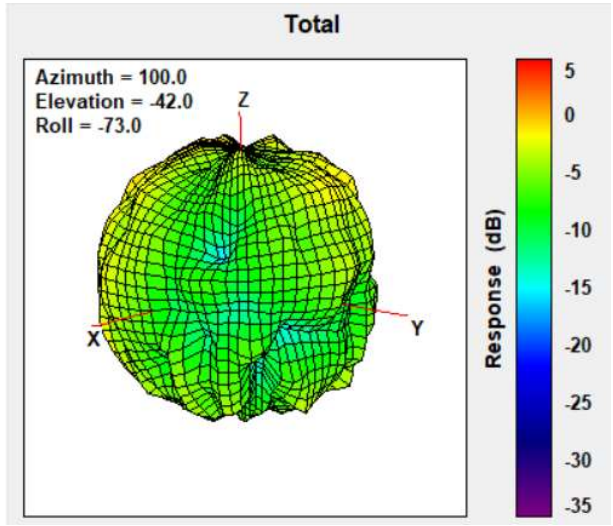 Total
Azimuth = 100.0
Elevation = -42.0
Roll = -73.0
Z
X
Y
Response (dB)
5
0
-5
-10
-15
-20
-25
-30
-35